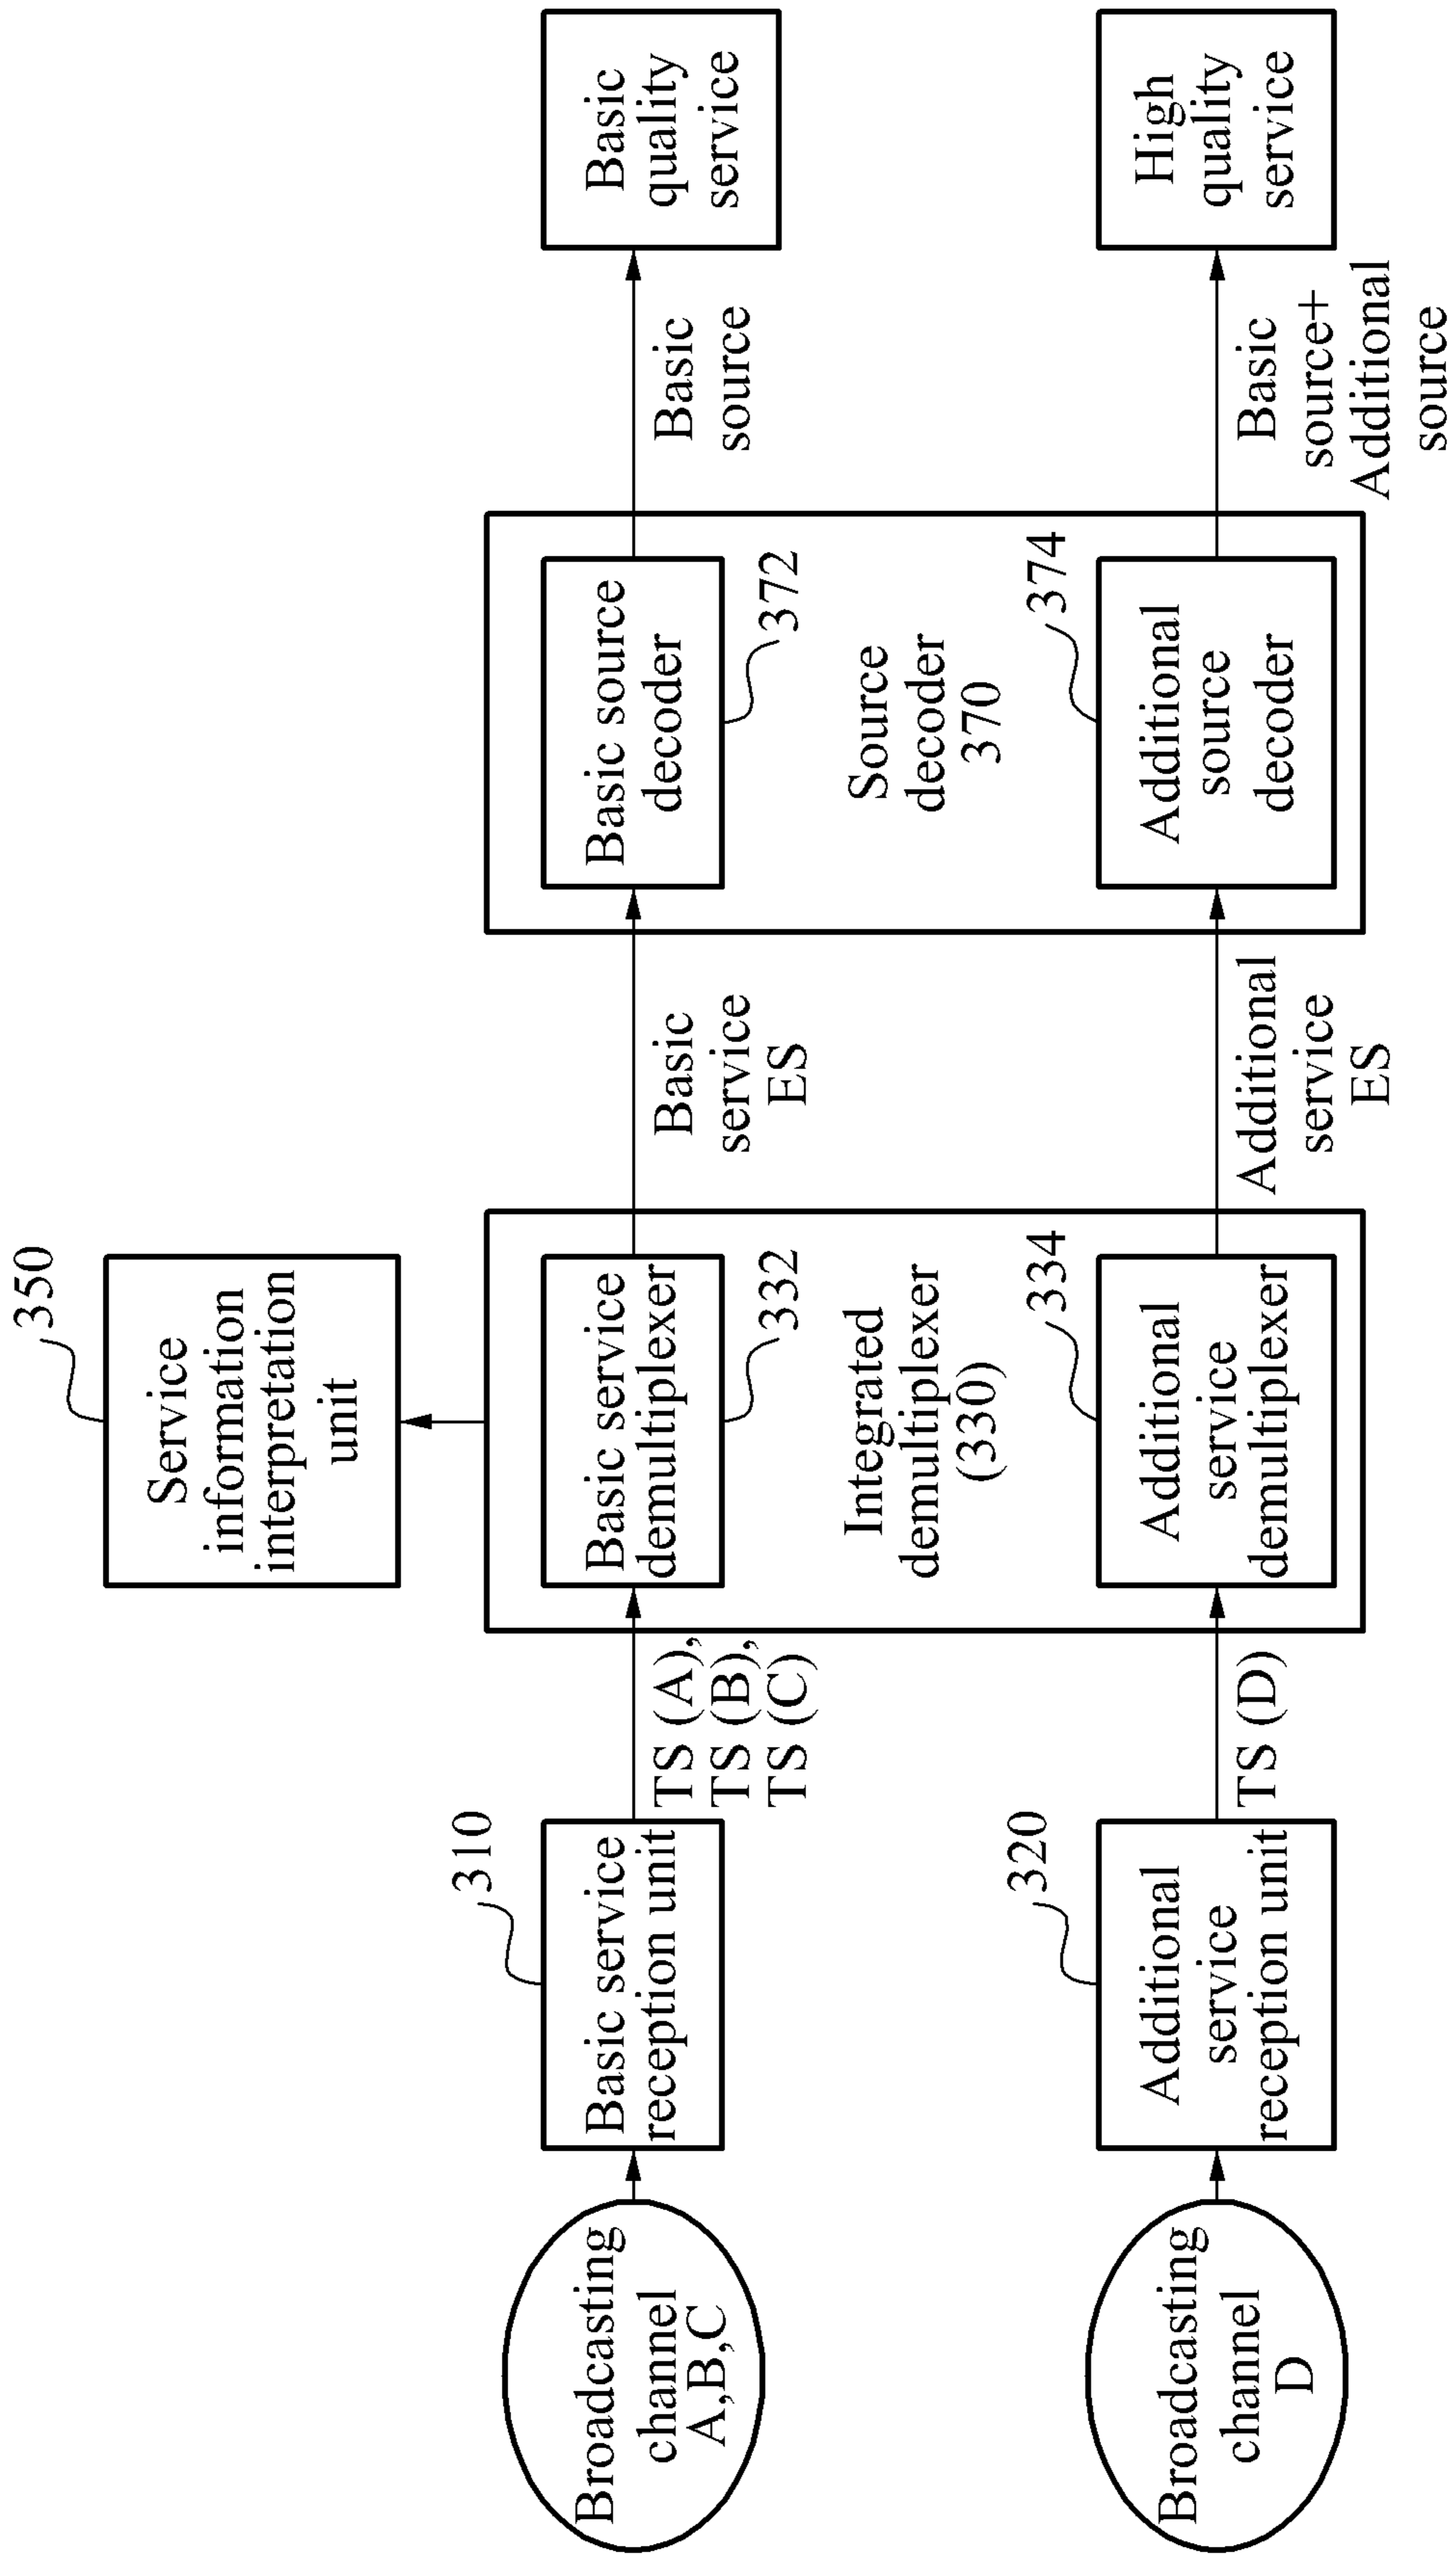 350
Service
information
interpretation
unit
Broadcasting
channel
A,B,C
310
Basic service
reception unit
TS (A),
TS (B),
TS (C)
Basic service
demultiplexer
332
Basic
service
ES
Basic source
decoder
372
Basic
source
Basic
quality
service
Integrated
demultiplexer
(330)
Source
decoder
370
Broadcasting
channel
D
320
Additional
service
reception unit
TS (D)
334
Additional
service
demultiplexer
Additional
service
ES
374
Additional
source
decoder
Basic
source+
Additional
source
High
quality
service